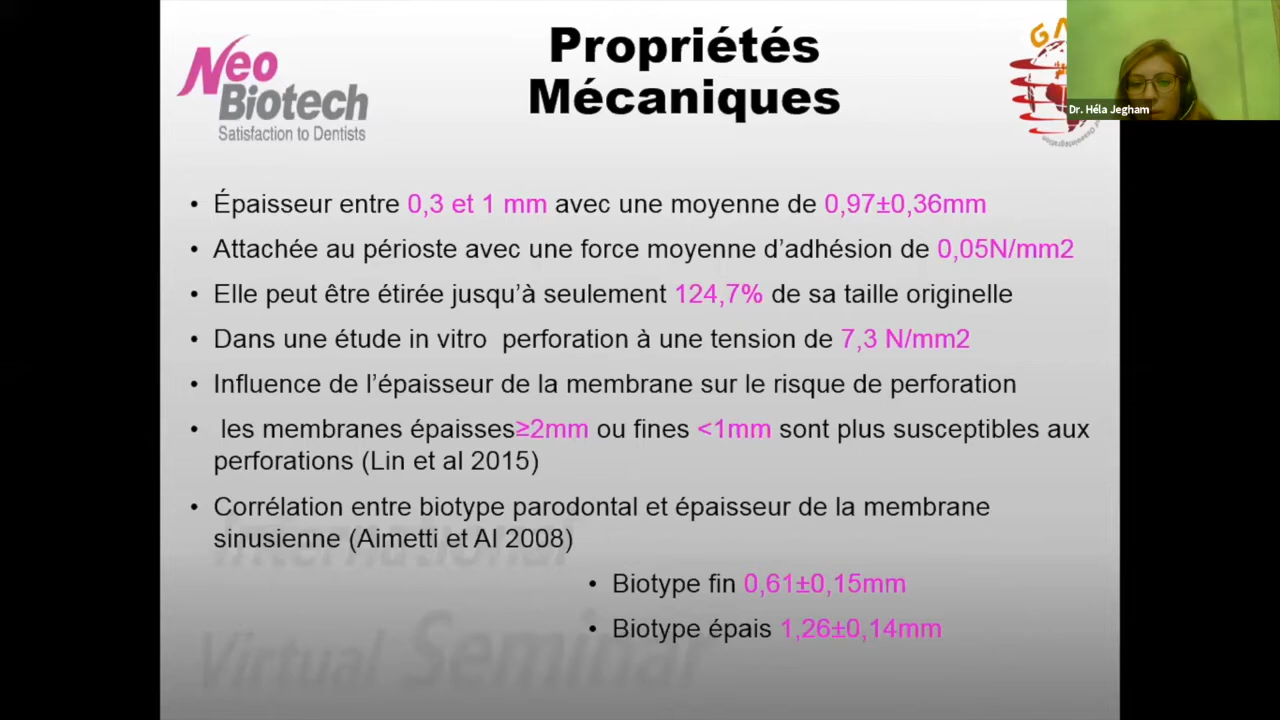 Propriétés
Mécaniques
Neo
Biotech
Satisfaction to Dentists
GA
Dr. Héla Jegham
• Épaisseur entre 0,3 et 1 mm avec une moyenne de 0,97±0,36mm
• Attachée au périoste avec une force moyenne d’adhésion de 0,05N/mm2
• Elle peut être étirée jusqu’à seulement 124,7% de sa taille originelle
• Dans une étude in vitro perforation à une tension de 7,3 N/mm2
• Influence de l’épaisseur de la membrane sur le risque de perforation
• les membranes épaisses≥2mm ou fines <1mm sont plus susceptibles aux
perforations (Lin et al 2015)
• Corrélation entre biotype parodontal et épaisseur de la membrane
sinusienne (Aimetti et Al 2008)
International
• Biotype fin 0,61±0,15mm
• Biotype épais 1,26±0,14mm
Virtual Seminar